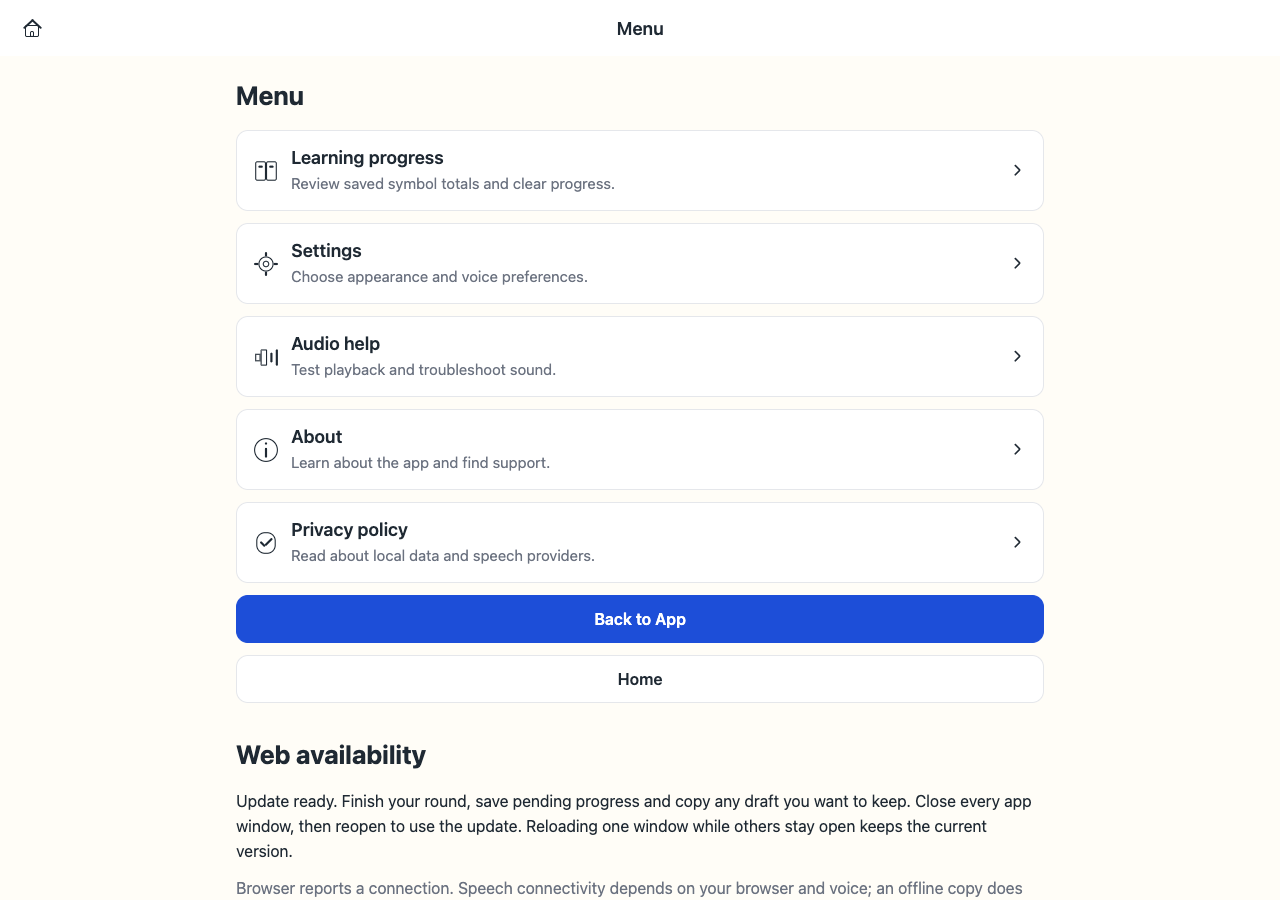 Menu
Menu
Learning progress
Review saved symbol totals and clear progress.
Settings
Choose appearance and voice preferences.
Audio help
Test playback and troubleshoot sound.
About
Learn about the app and find support.
Privacy policy
Read about local data and speech providers.
Back to App
Home
Web availability
Update ready. Finish your round, save pending progress and copy any draft you want to keep. Close every app
window, then reopen to use the update. Reloading one window while others stay open keeps the current
version.
Browser reports a connection. Speech connectivity depends on your browser and voice; an offline copy does